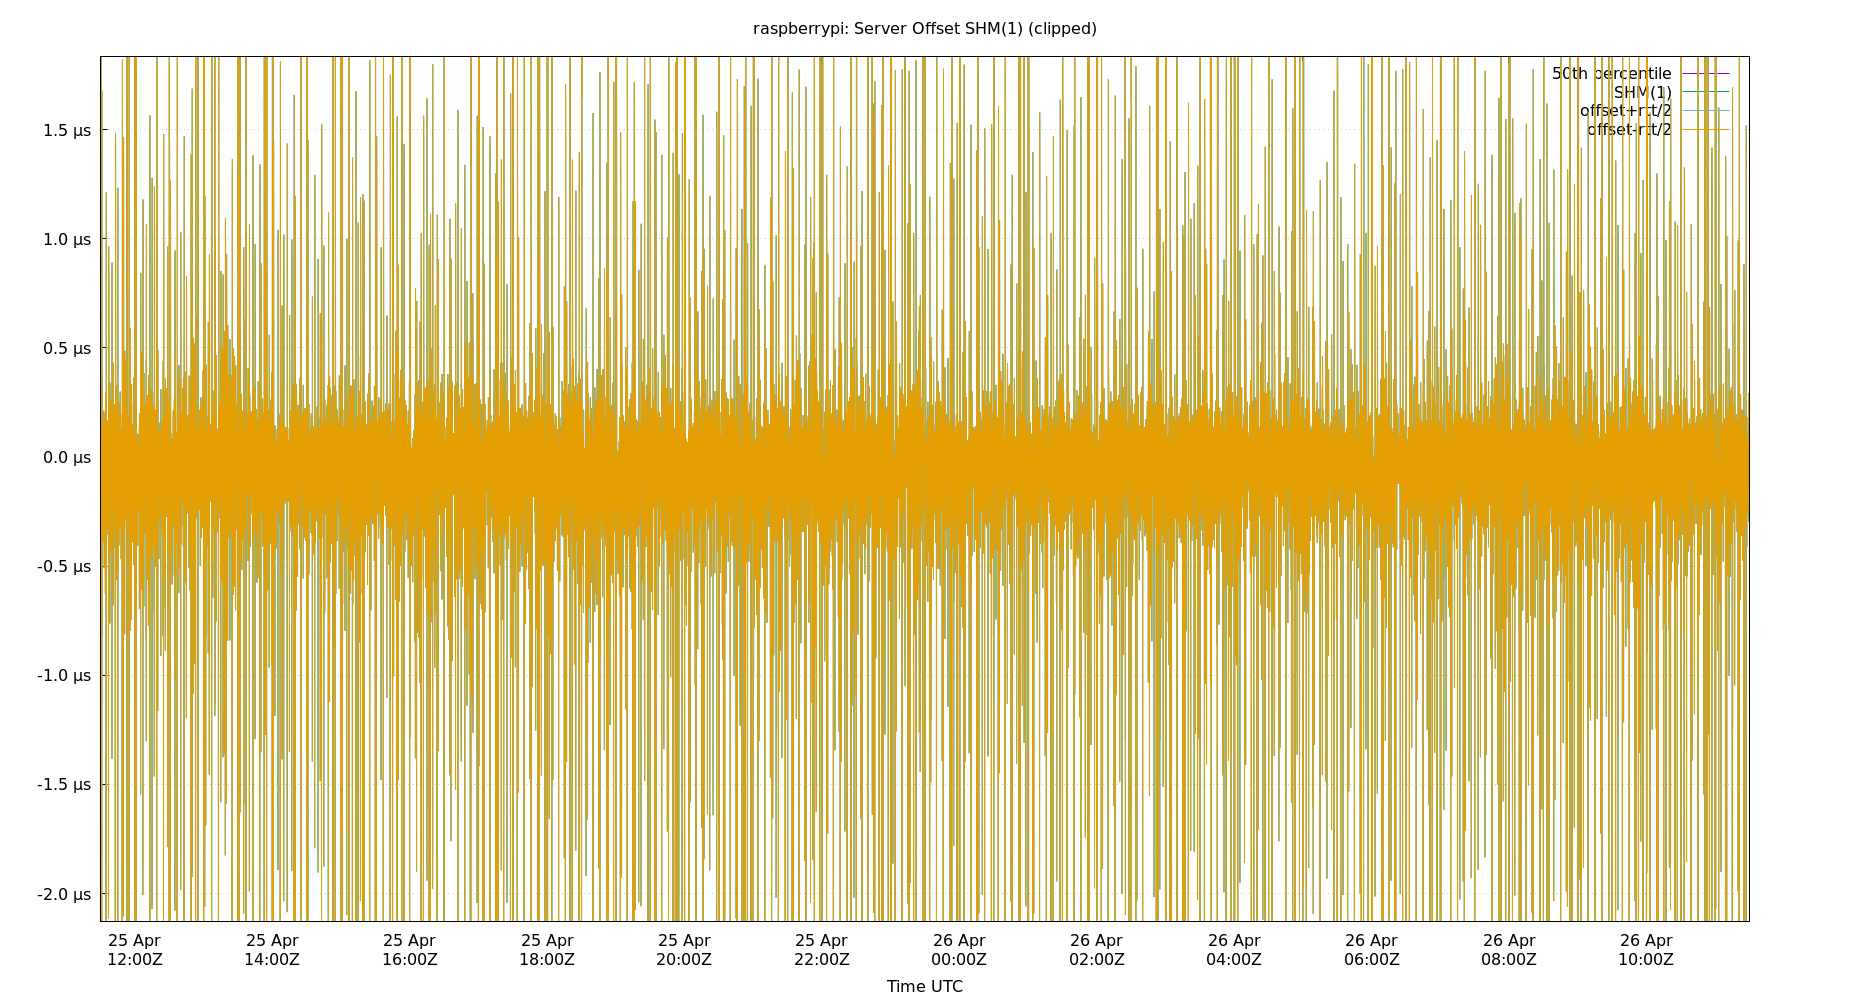 raspberrypi: Server Offset SHM(1) (clipped)
50th percentile
SHM(1)
offset+rtt/2
offset-rtt/2
1.5 µs
1.0 µs
0.5 µs
0.0 µs
-0.5 µs
-1.0 µs
-1.5 µs
-2.0 µs
25 Apr 25 Apr 25 Apr 25 Apr 25 Apr 25 Apr 26 Apr 26 Apr 26 Apr 26 Apr 26 Apr 26 Apr
12:00Z 14:00Z 16:00Z 18:00Z 20:00Z 22:00Z 00:00Z 02:00Z 04:00Z 06:00Z 08:00Z 10:00Z
Time UTC